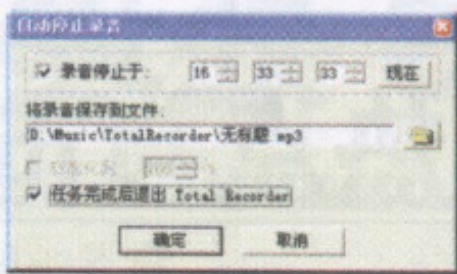 自动停止录音
录音停止于: 16 33 33 现在
将录音保存到文件:
D:\Music\TotalRecorder\无标题.mp3
任务完成后退出 Total Recorder
确定 取消